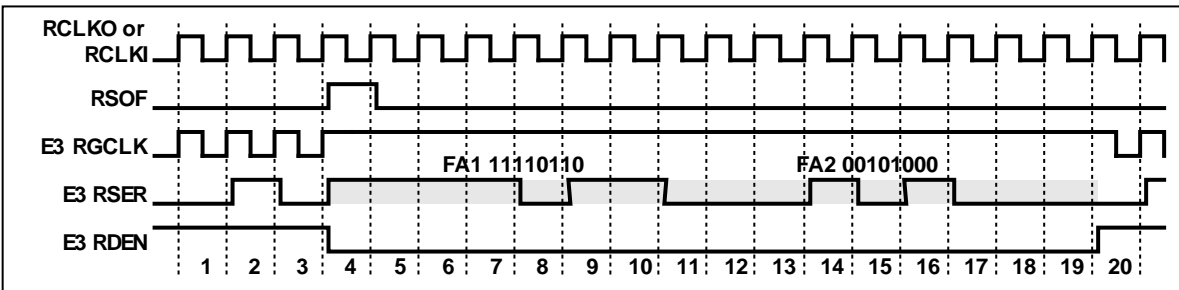 RCLKO or
RCLKI
RSOF
E3 RGCLK
FA1 11110110 FA2 00101000
E3 RSER
E3 RDEN
1 2 3 4 5 6 7 8 9 10 11 12 13 14 15 16 17 18 19 20